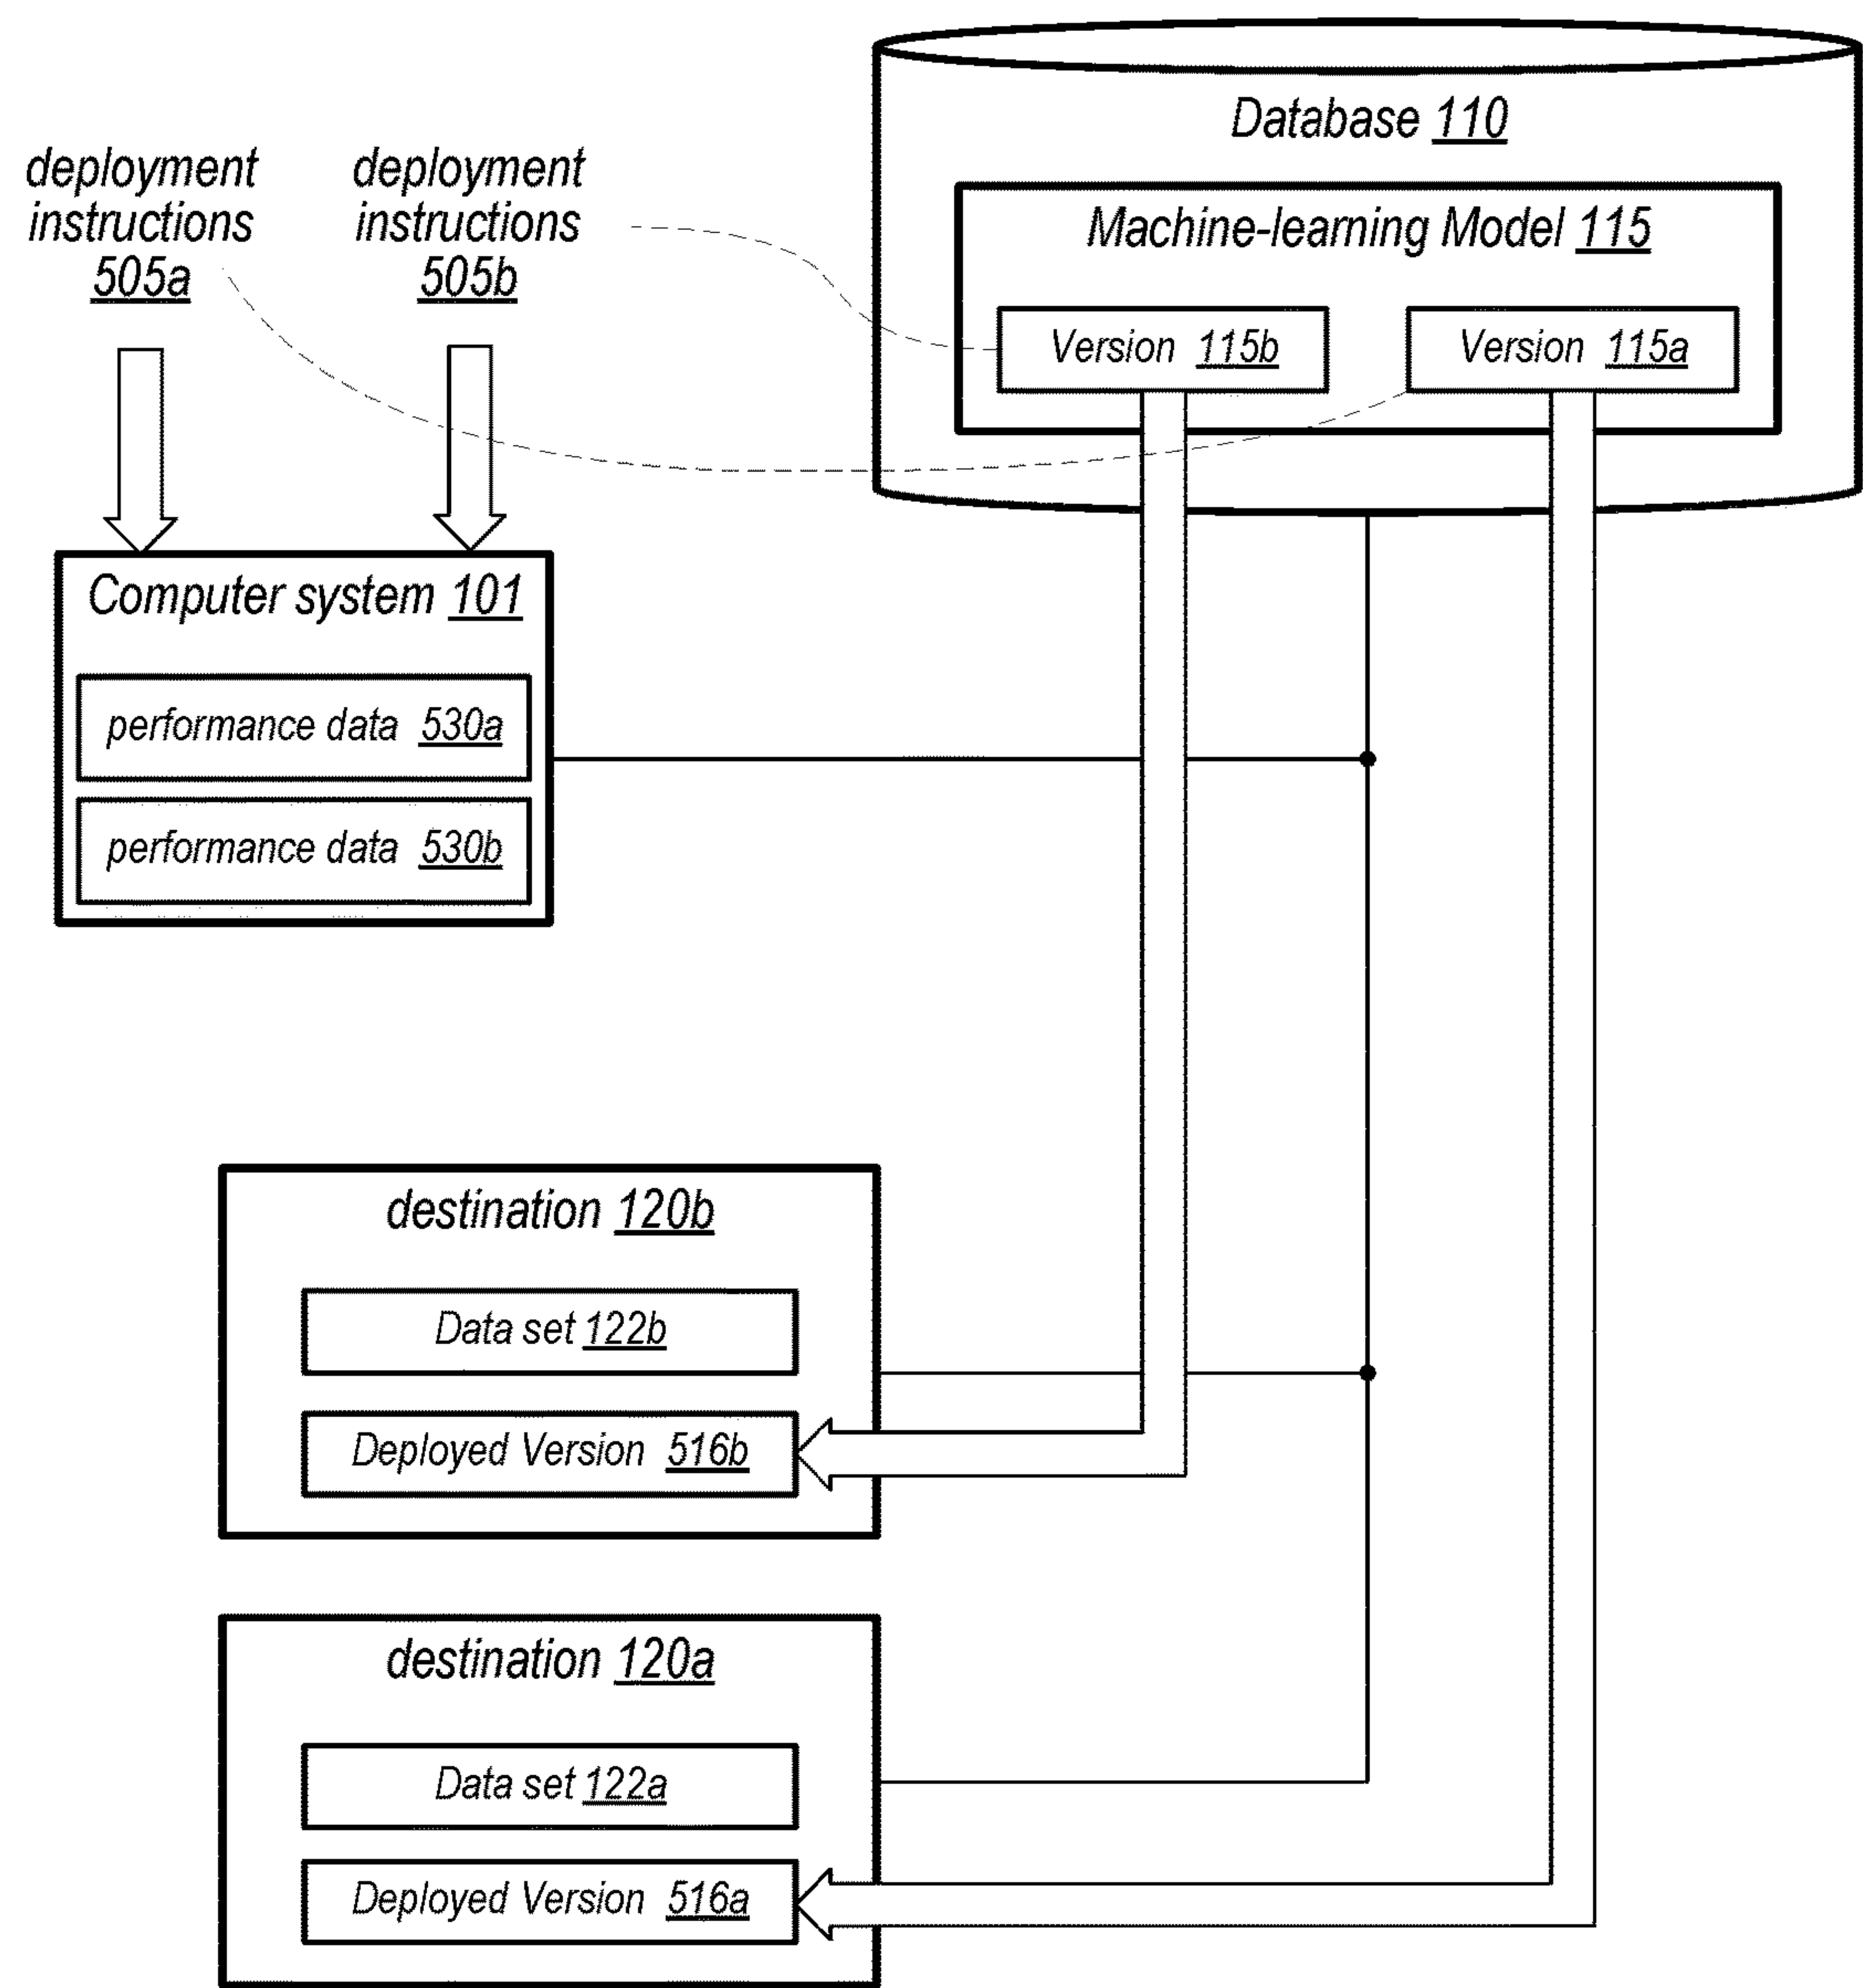 Database 110
deployment
instructions
505a
deployment
instructions
505b
Machine-learning Model 115
Version 115b
Version 115a
Computer system 101
performance data 530a
performance data 530b
destination 120b
Data set 122b
Deployed Version 516b
destination 120a
Data set 122a
Deployed Version 516a